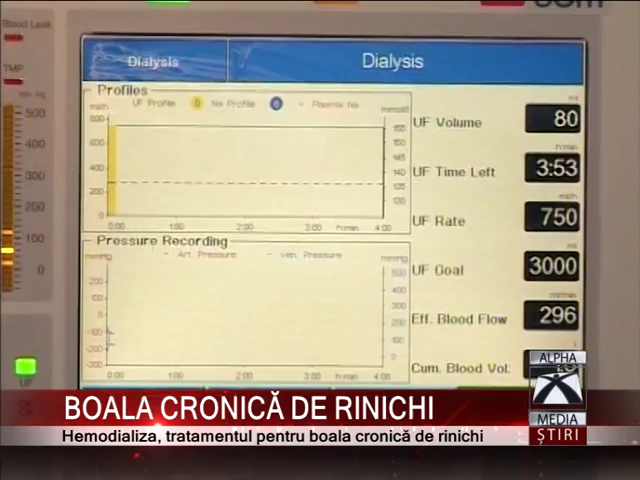 Blood Leak
TMP
mm Hg
500
400
300
200
100
0
UF
Dialysis
Dialysis
Profiles
UF Profile 0 Na Profile 0 - Plasma Na
ml/h
mmol/l
800
600
400
200
0
155
150
145
140
135
130
0:00 1:00 2:00 3:00 h:min 4:00
Pressure Recording
mmHg - Art. Pressure - Ven. Pressure mmHg
200
100
0
-100
-200
-300
500
400
300
200
100
0
0:00 1:00 2:00 3:00 h:min 4:00
ml
UF Volume 80
h:min
UF Time Left 3:53
ml/h
UF Rate 750
ml
UF Goal 3000
ml/min
Eff. Blood Flow 296
Cum. Blood Vol.
ALPHA
MEDIA
ȘTIRI
BOALA CRONICĂ DE RINICHI
Hemodializa, tratamentul pentru boala cronică de rinichi